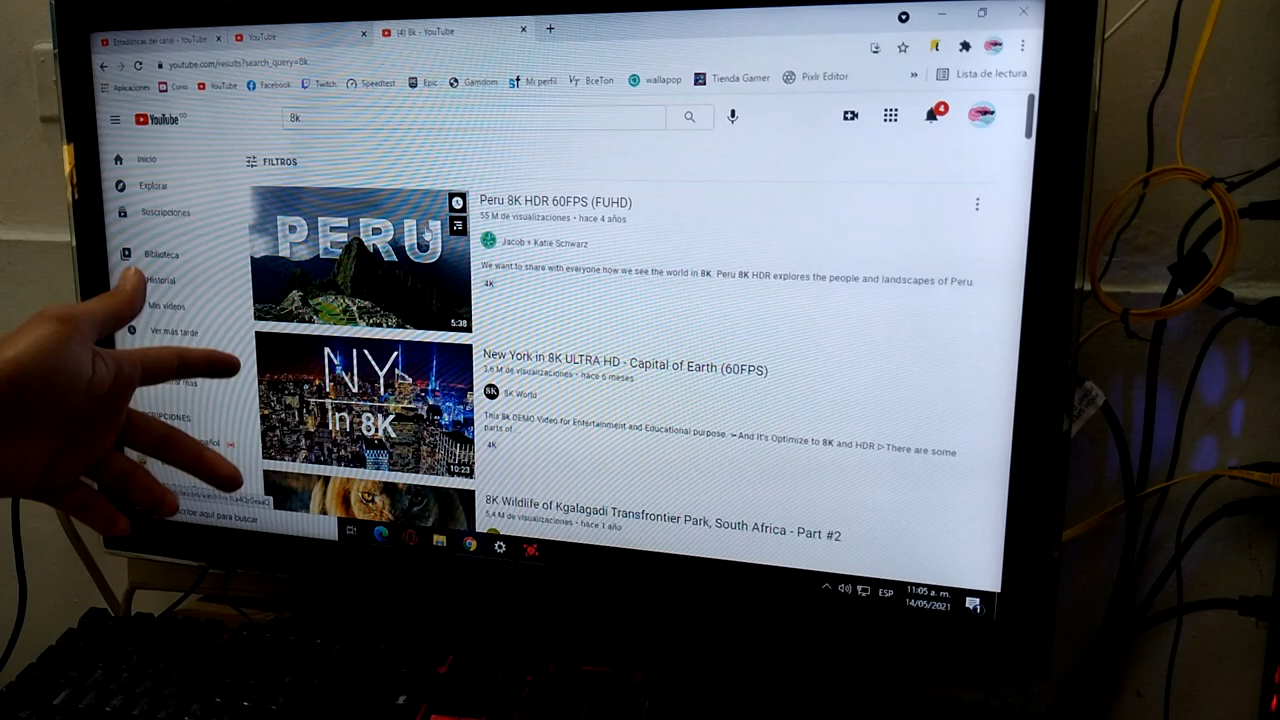 Estadísticas del canal - YouTube
YouTube
(4) 8k - YouTube
youtube.com/results?search_query=8k
Aplicaciones
YouTube
Facebook
Twitch
Speedtest
Epic
Gamdom
Mi perfil
BceTon
wallapop
Tienda Gamer
Pixlr Editor
»
Lista de lectura
YouTube CO
8k
4
Inicio
Explorar
Suscripciones
Biblioteca
Historial
Mis videos
Ver más tarde
más
FILTROS
PERU
5:38
Peru 8K HDR 60FPS (FUHD)
55 M de visualizaciones • hace 4 años
Jacob + Katie Schwarz
We want to share with everyone how we see the world in 8K. Peru 8K HDR explores the people and landscapes of Peru.
4K
NY
in 8K
10:23
New York in 8K ULTRA HD - Capital of Earth (60FPS)
3,6 M de visualizaciones • hace 6 meses
8K
8K World
This 8K DEMO Video for Entertainment and Educational purpose. ➳And It's Optimize to 8K and HDR ▷There are some
parts of
4K
8K Wildlife of Kgalagadi Transfrontier Park, South Africa - Part #2
5,4 M de visualizaciones • hace 1 año
aquí para buscar
ESP
11:05 a. m.
14/05/2021
1